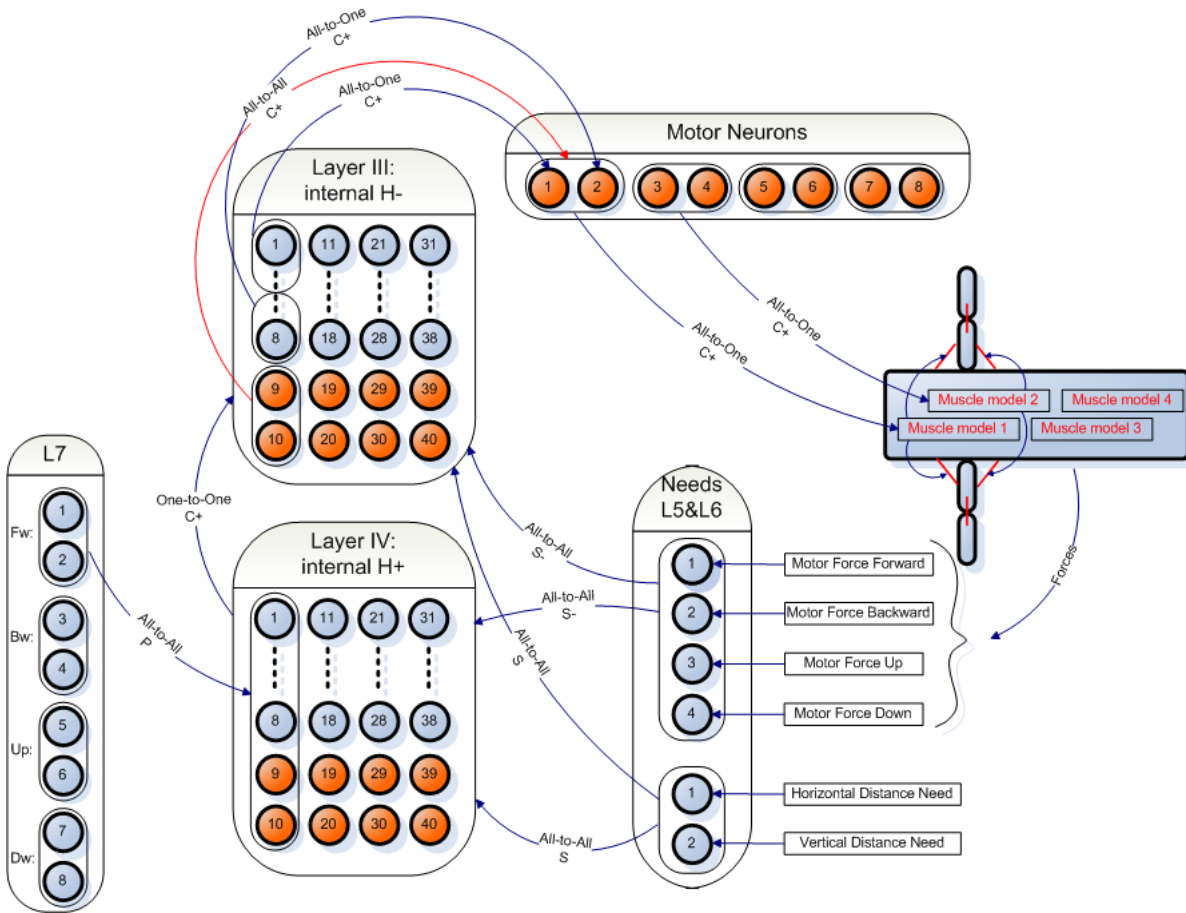 All-to-One
C+
All-to-All
C+
All-to-One
C+
Motor Neurons
1 2 3 4 5 6 7 8
Layer III:
internal H-
1 11 21 31
8 18 28 38
9 19 29 39
10 20 30 40
All-to-One
C+
All-to-One
C+
Muscle model 2
Muscle model 4
Muscle model 1
Muscle model 3
Forces
L7
Fw:
1
2
Bw:
3
4
Up:
5
6
Dw:
7
8
All-to-All
P
One-to-One
C+
Layer IV:
internal H+
1 11 21 31
8 18 28 38
9 19 29 39
10 20 30 40
All-to-All
S-
All-to-All
S-
All-to-All
S
All-to-All
S
Needs
L5&L6
1 Motor Force Forward
2 Motor Force Backward
3 Motor Force Up
4 Motor Force Down
1 Horizontal Distance Need
2 Vertical Distance Need